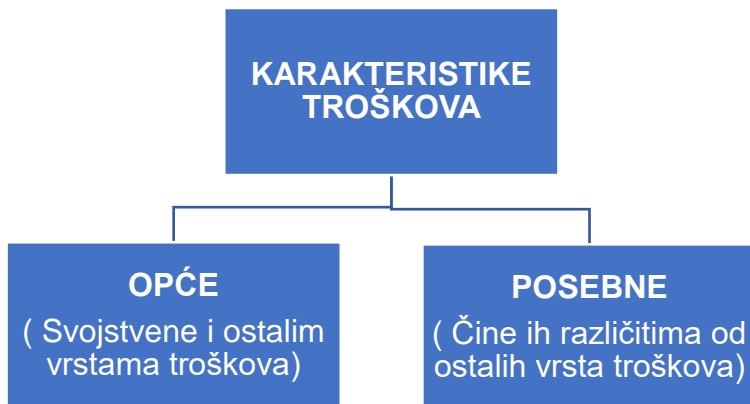 KARAKTERISTIKE
TROŠKOVA
OPĆE
( Svojstvene i ostalim
vrstama troškova)
POSEBNE
( Čine ih različitima od
ostalih vrsta troškova)